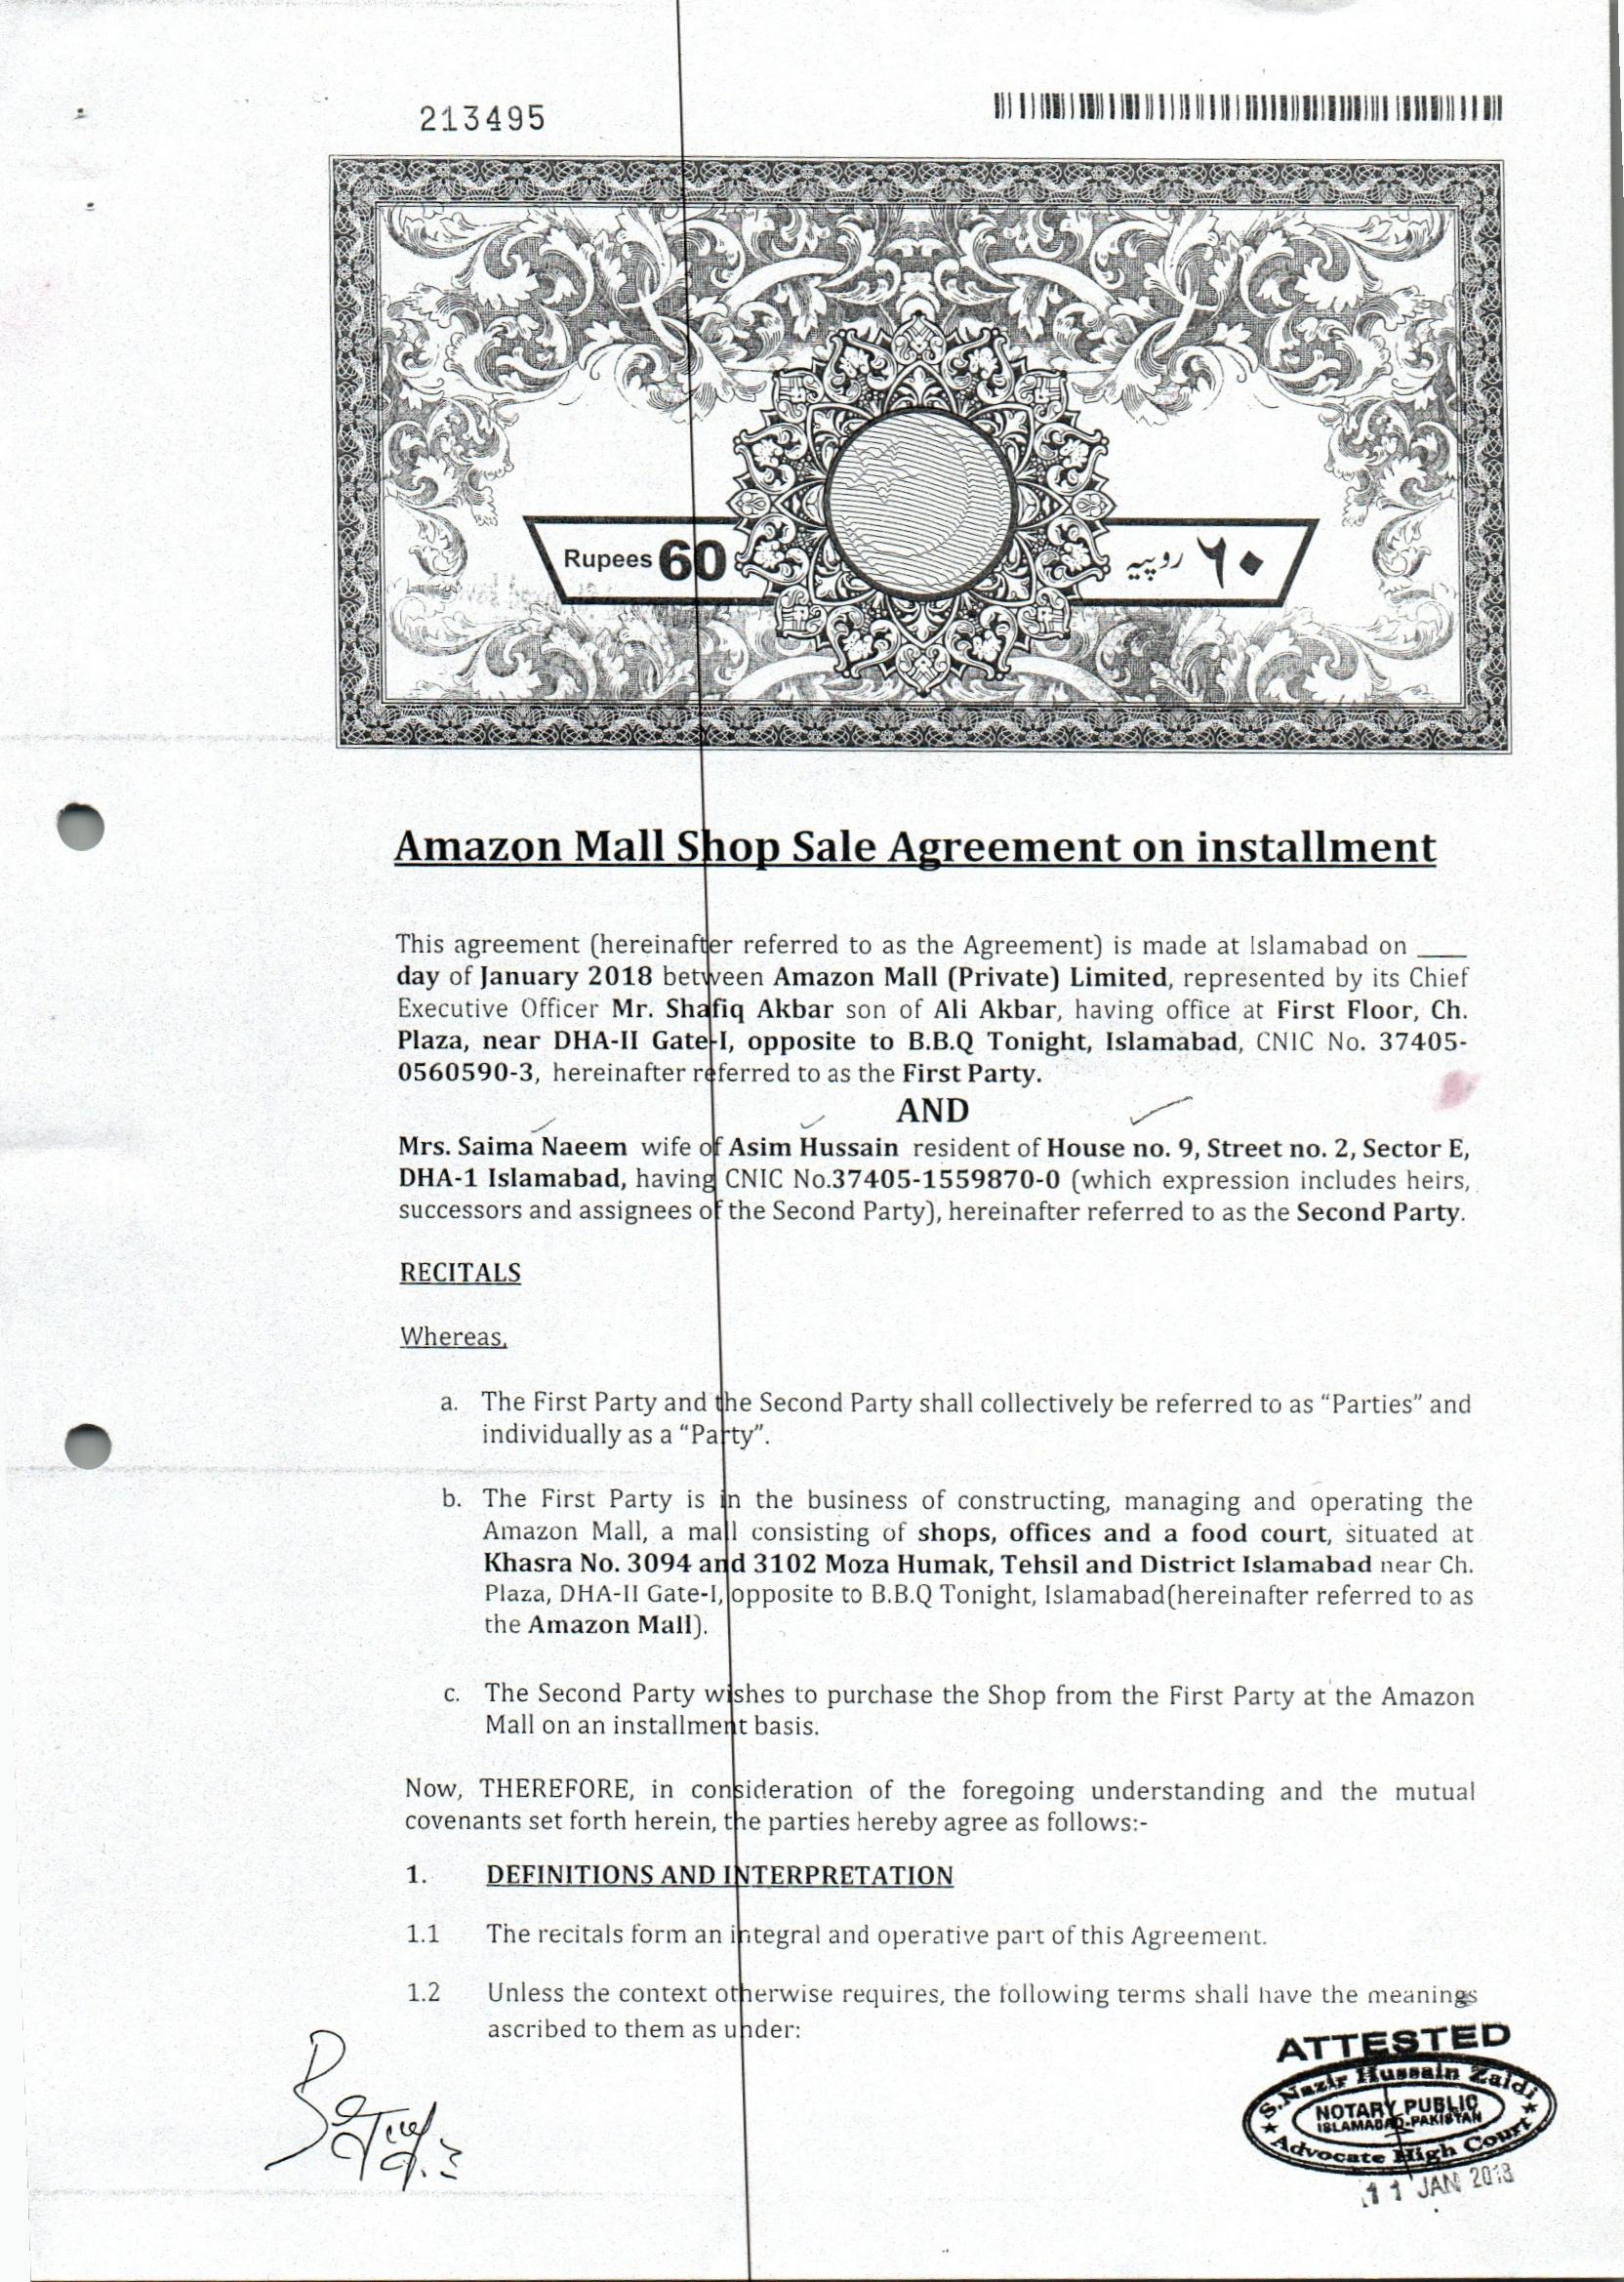 213495
Rupees 60
۶۰ روپیہ
Amazon Mall Shop Sale Agreement on installment
This agreement (hereinafter referred to as the Agreement) is made at Islamabad on ____
day of January 2018 between Amazon Mall (Private) Limited, represented by its Chief
Executive Officer Mr. Shafiq Akbar son of Ali Akbar, having office at First Floor, Ch.
Plaza, near DHA-II Gate-I, opposite to B.B.Q Tonight, Islamabad, CNIC No. 37405-
0560590-3, hereinafter referred to as the First Party.
AND
Mrs. Saima Naeem wife of Asim Hussain resident of House no. 9, Street no. 2, Sector E,
DHA-1 Islamabad, having CNIC No.37405-1559870-0 (which expression includes heirs,
successors and assignees of the Second Party), hereinafter referred to as the Second Party.
RECITALS
Whereas,
a. The First Party and the Second Party shall collectively be referred to as “Parties” and
individually as a “Party”.
b. The First Party is in the business of constructing, managing and operating the
Amazon Mall, a mall consisting of shops, offices and a food court, situated at
Khasra No. 3094 and 3102 Moza Humak, Tehsil and District Islamabad near Ch.
Plaza, DHA-II Gate-I, opposite to B.B.Q Tonight, Islamabad(hereinafter referred to as
the Amazon Mall).
c. The Second Party wishes to purchase the Shop from the First Party at the Amazon
Mall on an installment basis.
Now, THEREFORE, in consideration of the foregoing understanding and the mutual
covenants set forth herein, the parties hereby agree as follows:-
1. DEFINITIONS AND INTERPRETATION
1.1 The recitals form an integral and operative part of this Agreement.
1.2 Unless the context otherwise requires, the following terms shall have the meanings
ascribed to them as under:
ATTESTED
S.Nazir Hussain Zaidi
NOTARY PUBLIC
ISLAMABAD-PAKISTAN
Advocate High Court
11 JAN 2018